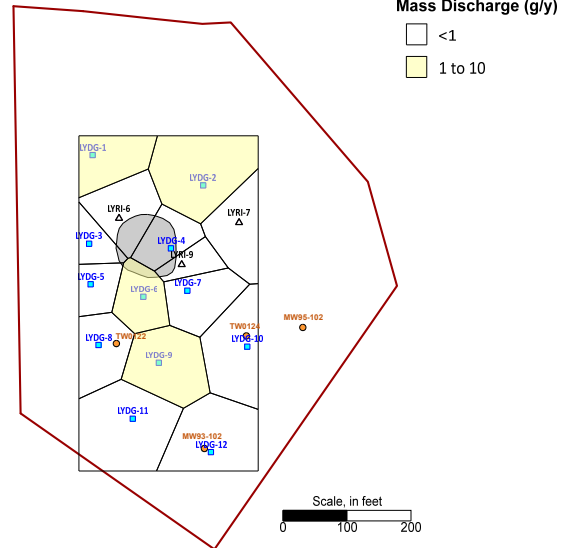 Mass Discharge (g/y)
<1
1 to 10
LYDG-1
LYDG-2
LYRI-6
LYRI-7
LYDG-3
LYDG-4
LYRI-9
LYDG-5
LYDG-6
LYDG-7
MW95-102
TW0124
TW0122
LYDG-8
LYDG-10
LYDG-9
LYDG-11
MW93-102
LYDG-12
Scale, in feet
0 100 200